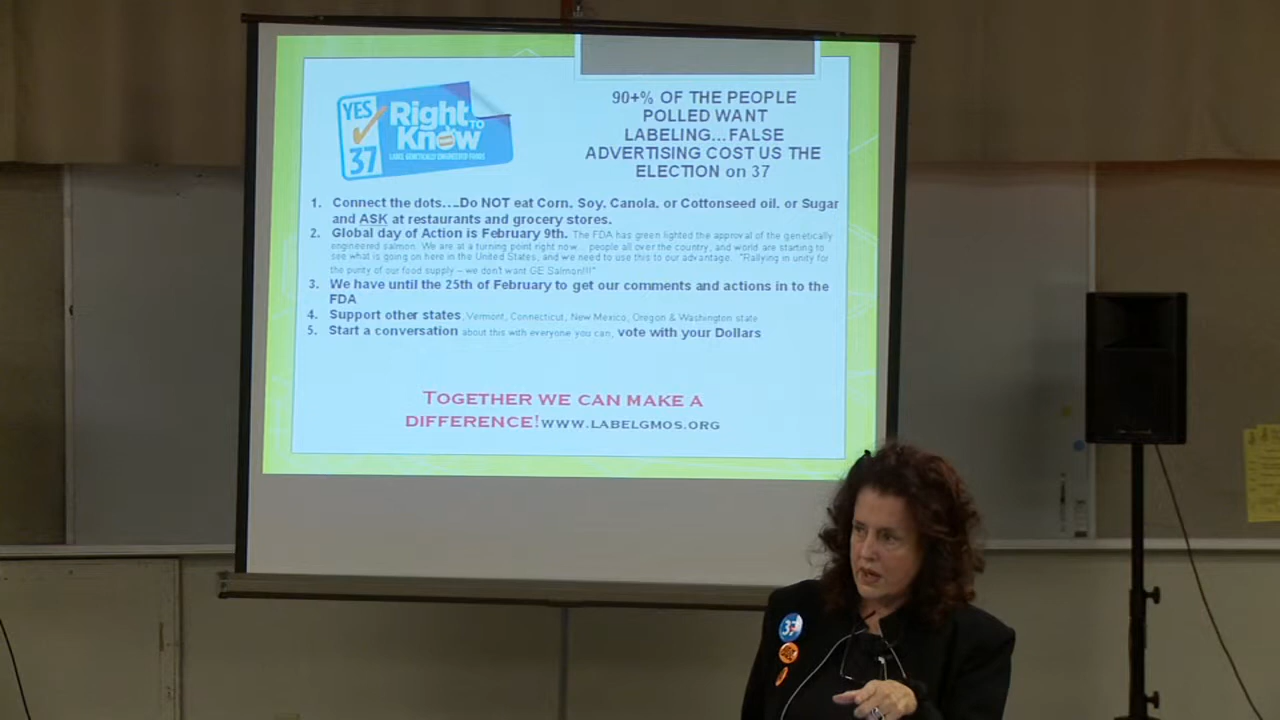 YES
37
Right
TO
Know
LABEL GENETICALLY ENGINEERED FOODS
90+% OF THE PEOPLE
POLLED WANT
LABELING...FALSE
ADVERTISING COST US THE
ELECTION on 37
1. Connect the dots....Do NOT eat Corn, Soy, Canola, or Cottonseed oil, or Sugar
and ASK at restaurants and grocery stores.
2. Global day of Action is February 9th. The FDA has green lighted the approval of the genetically
engineered salmon. We are at a turning point right now... people all over the country, and world are starting to
see what is going on here in the United States, and we need to use this to our advantage. "Rallying in unity for
the purity of our food supply – we don't want GE Salmon!!!"
3. We have until the 25th of February to get our comments and actions in to the
FDA
4. Support other states, Vermont, Connecticut, New Mexico, Oregon & Washington state
5. Start a conversation about this with everyone you can, vote with your Dollars
TOGETHER WE CAN MAKE A
DIFFERENCE! WWW.LABELGMOS.ORG
37